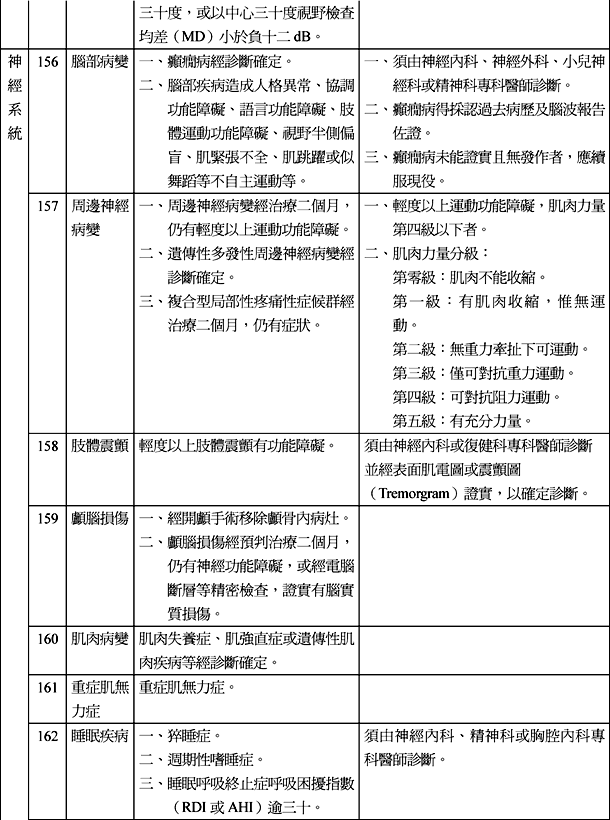 三十度，或以中心三十度視野檢查
均差（MD）小於負十二 dB。
神經系統
156
腦部病變
一、癲癇病經診斷確定。
二、腦部疾病造成人格異常、協調
功能障礙、語言功能障礙、肢
體運動功能障礙、視野半側偏
盲、肌緊張不全、肌跳躍或似
舞蹈等不自主運動等。
一、須由神經內科、神經外科、小兒神
經科或精神科專科醫師診斷。
二、癲癇病得採認過去病歷及腦波報告
佐證。
三、癲癇病未能證實且無發作者，應續
服現役。
157
周邊神經
病變
一、周邊神經病變經治療二個月，
仍有輕度以上運動功能障礙。
二、遺傳性多發性周邊神經病變經
診斷確定。
三、複合型局部性疼痛性症候群經
治療二個月，仍有症狀。
一、輕度以上運動功能障礙，肌肉力量
第四級以下者。
二、肌肉力量分級：
第零級：肌肉不能收縮。
第一級：有肌肉收縮，惟無運
動。
第二級：無重力牽扯下可運動。
第三級：僅可對抗重力運動。
第四級：可對抗阻力運動。
第五級：有充分力量。
158
肢體震顫
輕度以上肢體震顫有功能障礙。
須由神經內科或復健科專科醫師診斷
並經表面肌電圖或震顫圖
（Tremorgram）證實，以確定診斷。
159
顱腦損傷
一、經開顱手術移除顱骨內病灶。
二、顱腦損傷經預判治療二個月，
仍有神經功能障礙，或經電腦
斷層等精密檢查，證實有腦實
質損傷。
160
肌肉病變
肌肉失養症、肌強直症或遺傳性肌
肉疾病等經診斷確定。
161
重症肌無
力症
重症肌無力症。
162
睡眠疾病
一、猝睡症。
二、週期性嗜睡症。
三、睡眠呼吸終止症呼吸困擾指數
（RDI 或 AHI）逾三十。
須由神經內科、精神科或胸腔內科專
科醫師診斷。